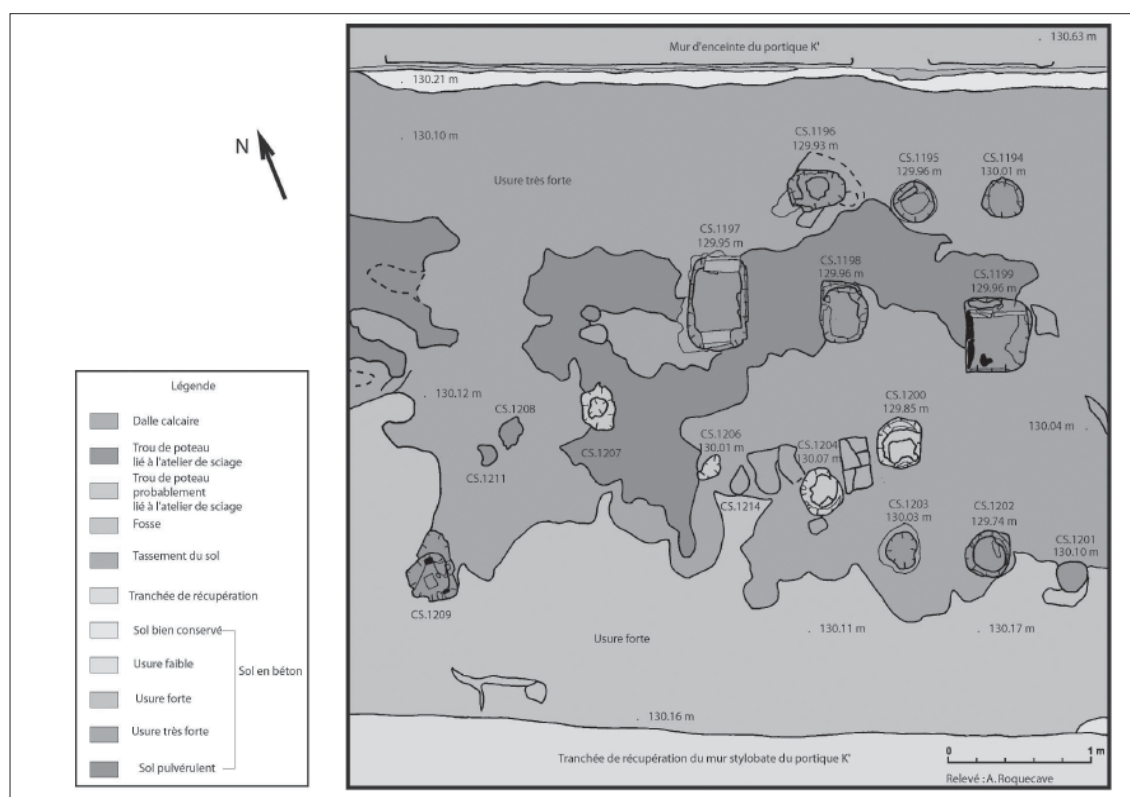 Mur d'enceinte du portique K'
130.63 m
130.21 m
130.10 m
N
Usure très forte
CS.1196
129.93 m
CS.1195
129.96 m
CS.1194
130.01 m
CS.1197
129.95 m
CS.1198
129.96 m
CS.1199
129.96 m
130.12 m
CS.1208
CS.1211
CS.1207
CS.1206
130.01 m
CS.1204
130.07 m
CS.1200
129.85 m
130.04 m
CS.1214
CS.1203
130.03 m
CS.1202
129.74 m
CS.1201
130.10 m
CS.1209
Usure forte
130.11 m
130.17 m
130.16 m
Tranchée de récupération du mur stylobate du portique K'
0
1 m
Relevé : A. Roquecave
Légende
Dalle calcaire
Trou de poteau
lié à l'atelier de sciage
Trou de poteau
probablement
lié à l'atelier de sciage
Fosse
Tassement du sol
Tranchée de récupération
Sol bien conservé
Usure faible
Sol en béton
Usure forte
Usure très forte
Sol pulvérulent